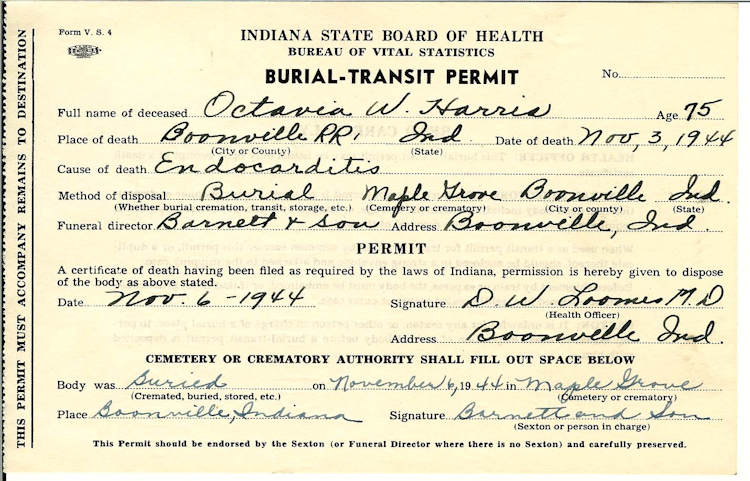 Form V. S. 4
INDIANA STATE BOARD OF HEALTH
BUREAU OF VITAL STATISTICS
BURIAL-TRANSIT PERMIT
No.
Full name of deceased Octavia W. Harris Age 75
Place of death Boonville RR1 Ind Date of death Nov, 3, 1944
(City or County) (State)
Cause of death Endocarditis
Method of disposal Burial Maple Grove Boonville Ind.
(Whether burial cremation, transit, storage, etc.) (Cemetery or crematory) (City or county) (State)
Funeral director Barnett & Son Address Boonville, Ind.
PERMIT
A certificate of death having been filed as required by the laws of Indiana, permission is hereby given to dispose
of the body as above stated.
Date Nov. 6-1944 Signature D. W. Loomis M D
(Health Officer)
Address Boonville Ind.
CEMETERY OR CREMATORY AUTHORITY SHALL FILL OUT SPACE BELOW
Body was Buried on November 6, 1944 in Maple Grove
(Cremated, buried, stored, etc.) (Cemetery or crematory)
Place Boonville, Indiana Signature Barnett and Son
(Sexton or person in charge)
This Permit should be endorsed by the Sexton (or Funeral Director where there is no Sexton) and carefully preserved.
THIS PERMIT MUST ACCOMPANY REMAINS TO DESTINATION